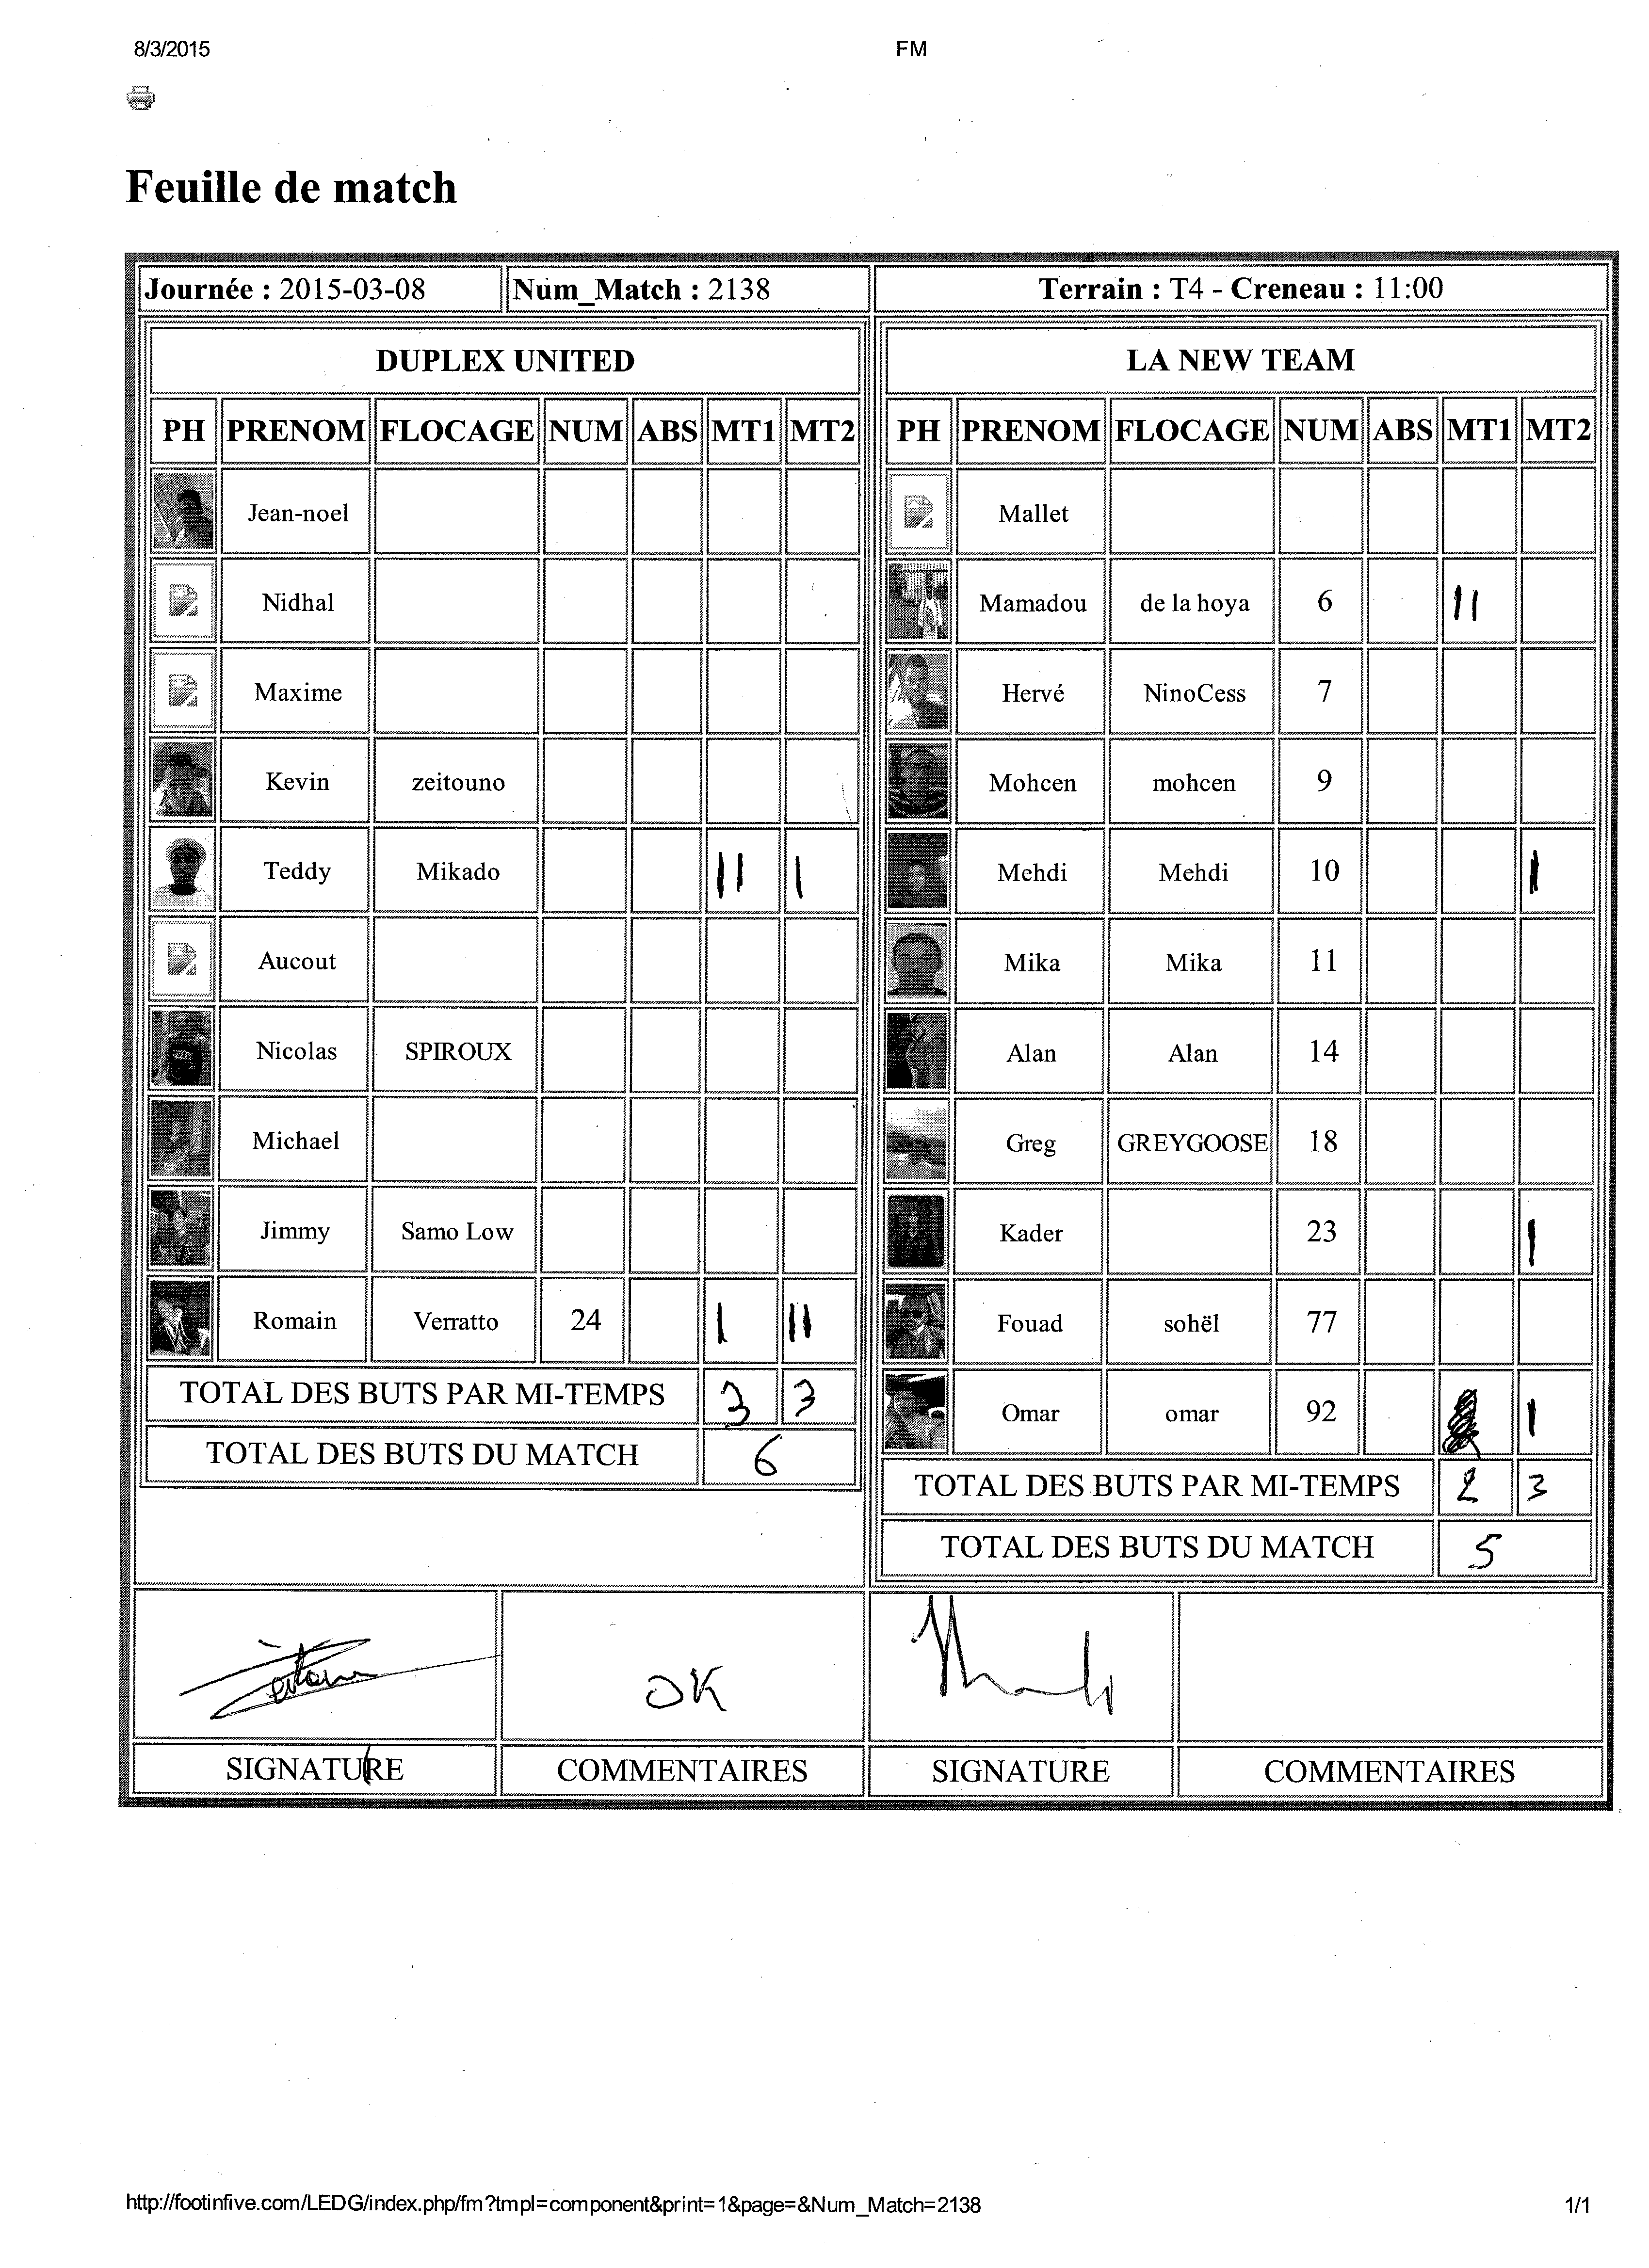 8/3/2015 FM
Feuille de match
Journée : 2015-03-08 Num_Match : 2138 Terrain : T4 - Creneau : 11:00
DUPLEX UNITED
PH PRENOM FLOCAGE NUM ABS MT1 MT2
Jean-noel
Nidhal
Maxime
Kevin zeitouno
Teddy Mikado II I
Aucout
Nicolas SPIROUX
Michael
Jimmy Samo Low
Romain Verratto 24 I II
TOTAL DES BUTS PAR MI-TEMPS 3 3
TOTAL DES BUTS DU MATCH 6
LA NEW TEAM
PH PRENOM FLOCAGE NUM ABS MT1 MT2
Mallet
Mamadou de la hoya 6 II
Hervé NinoCess 7
Mohcen mohcen 9
Mehdi Mehdi 10 I
Mika Mika 11
Alan Alan 14
Greg GREYGOOSE 18
Kader 23 I
Fouad sohël 77
Omar omar 92 I
TOTAL DES BUTS PAR MI-TEMPS 2 3
TOTAL DES BUTS DU MATCH 5
OK
SIGNATURE COMMENTAIRES SIGNATURE COMMENTAIRES
http://footinfive.com/LEDG/index.php/fm?tmpl=component&print=1&page=&Num_Match=2138 1/1